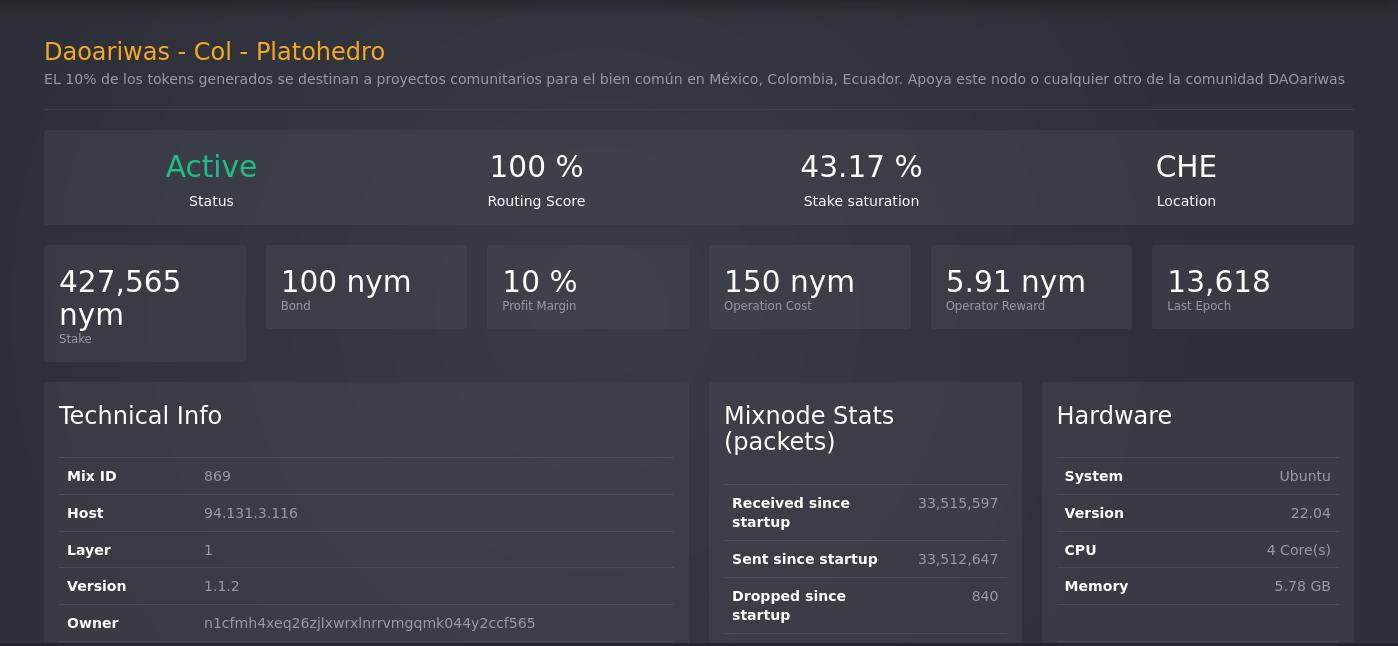 Daoariwas - Col - Platohedro
EL 10% de los tokens generados se destinan a proyectos comunitarios para el bien común en México, Colombia, Ecuador. Apoya este nodo o cualquier otro de la comunidad DAOariwas
Active
Status
100 %
Routing Score
43.17 %
Stake saturation
CHE
Location
427,565
nym
Stake
100 nym
Bond
10 %
Profit Margin
150 nym
Operation Cost
5.91 nym
Operator Reward
13,618
Last Epoch
Technical Info
Mix ID 869
Host 94.131.3.116
Layer 1
Version 1.1.2
Owner n1cfmh4xeq26zjlxwrxlnrrvmgqmk044y2ccf565
Mixnode Stats
(packets)
Received since 33,515,597
startup
Sent since startup 33,512,647
Dropped since 840
startup
Hardware
System Ubuntu
Version 22.04
CPU 4 Core(s)
Memory 5.78 GB